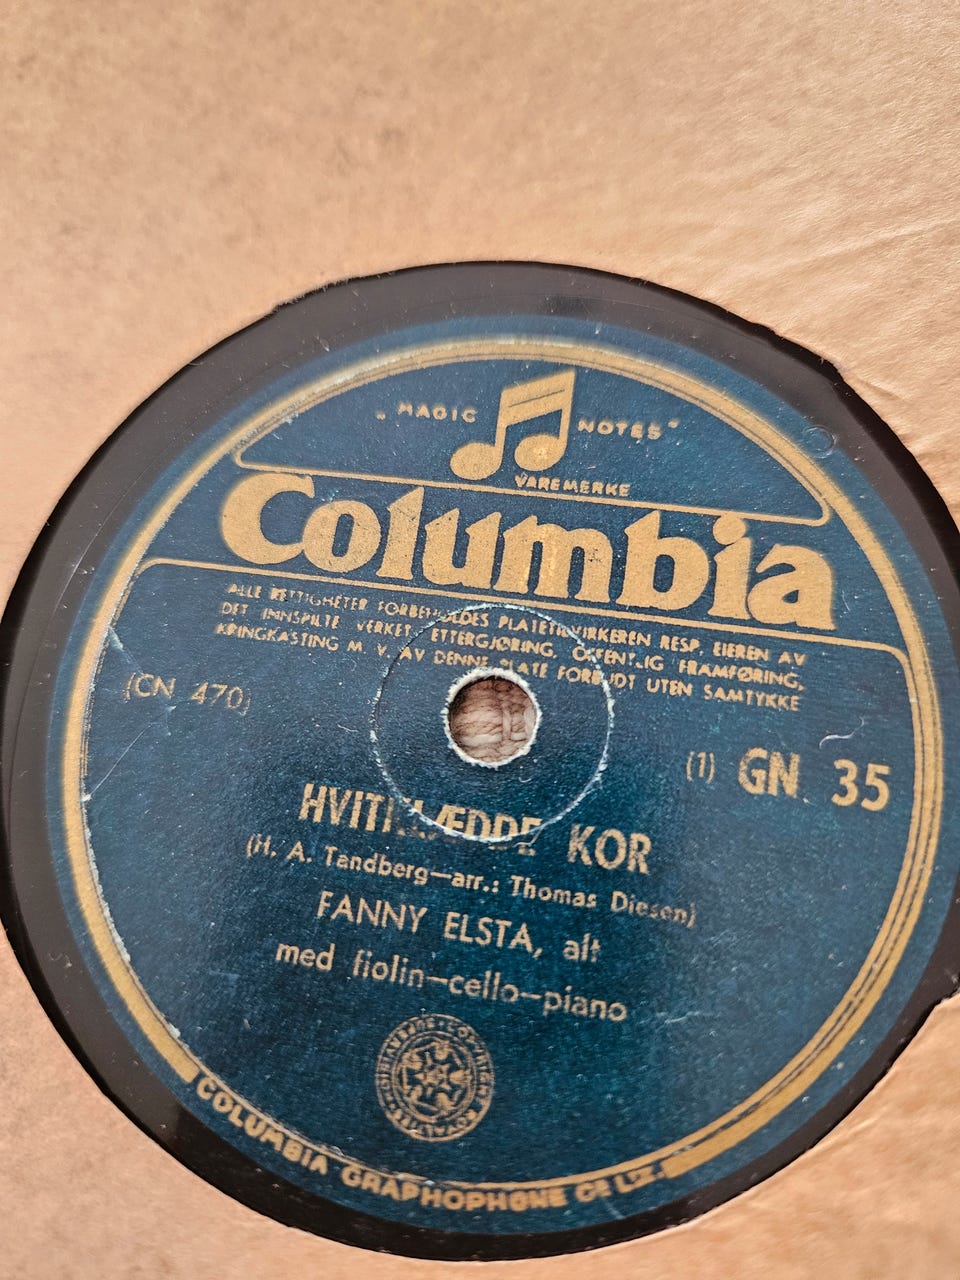 „ MAGIC NOTES "
VAREMERKE
Columbia
ALLE RETTIGHETER FORBEHOLDES PLATETILVIRKEREN RESP. EIEREN AV
DET INNSPILTE VERKET. ETTERGJØRING, OFFENTLIG FRAMFØRING,
KRINGKASTING M. V. AV DENNE PLATE FORBUDT UTEN SAMTYKKE
(CN 470)
(1) GN 35
HVITKLÆDDE KOR
(H. A. Tandberg—arr.: Thomas Diesen)
FANNY ELSTA, alt
med fiolin—cello—piano
COLUMBIA GRAPHOPHONE Co LTD.